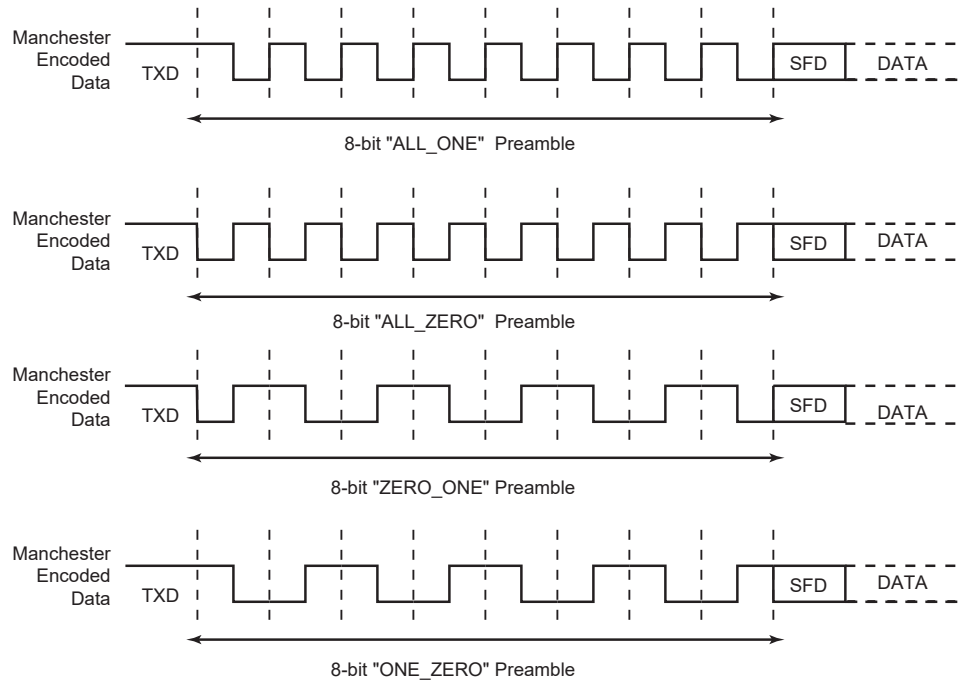 Manchester
Encoded
Data
TXD
SFD
DATA
8-bit "ALL_ONE" Preamble
Manchester
Encoded
Data
TXD
SFD
DATA
8-bit "ALL_ZERO" Preamble
Manchester
Encoded
Data
TXD
SFD
DATA
8-bit "ZERO_ONE" Preamble
Manchester
Encoded
Data
TXD
SFD
DATA
8-bit "ONE_ZERO" Preamble